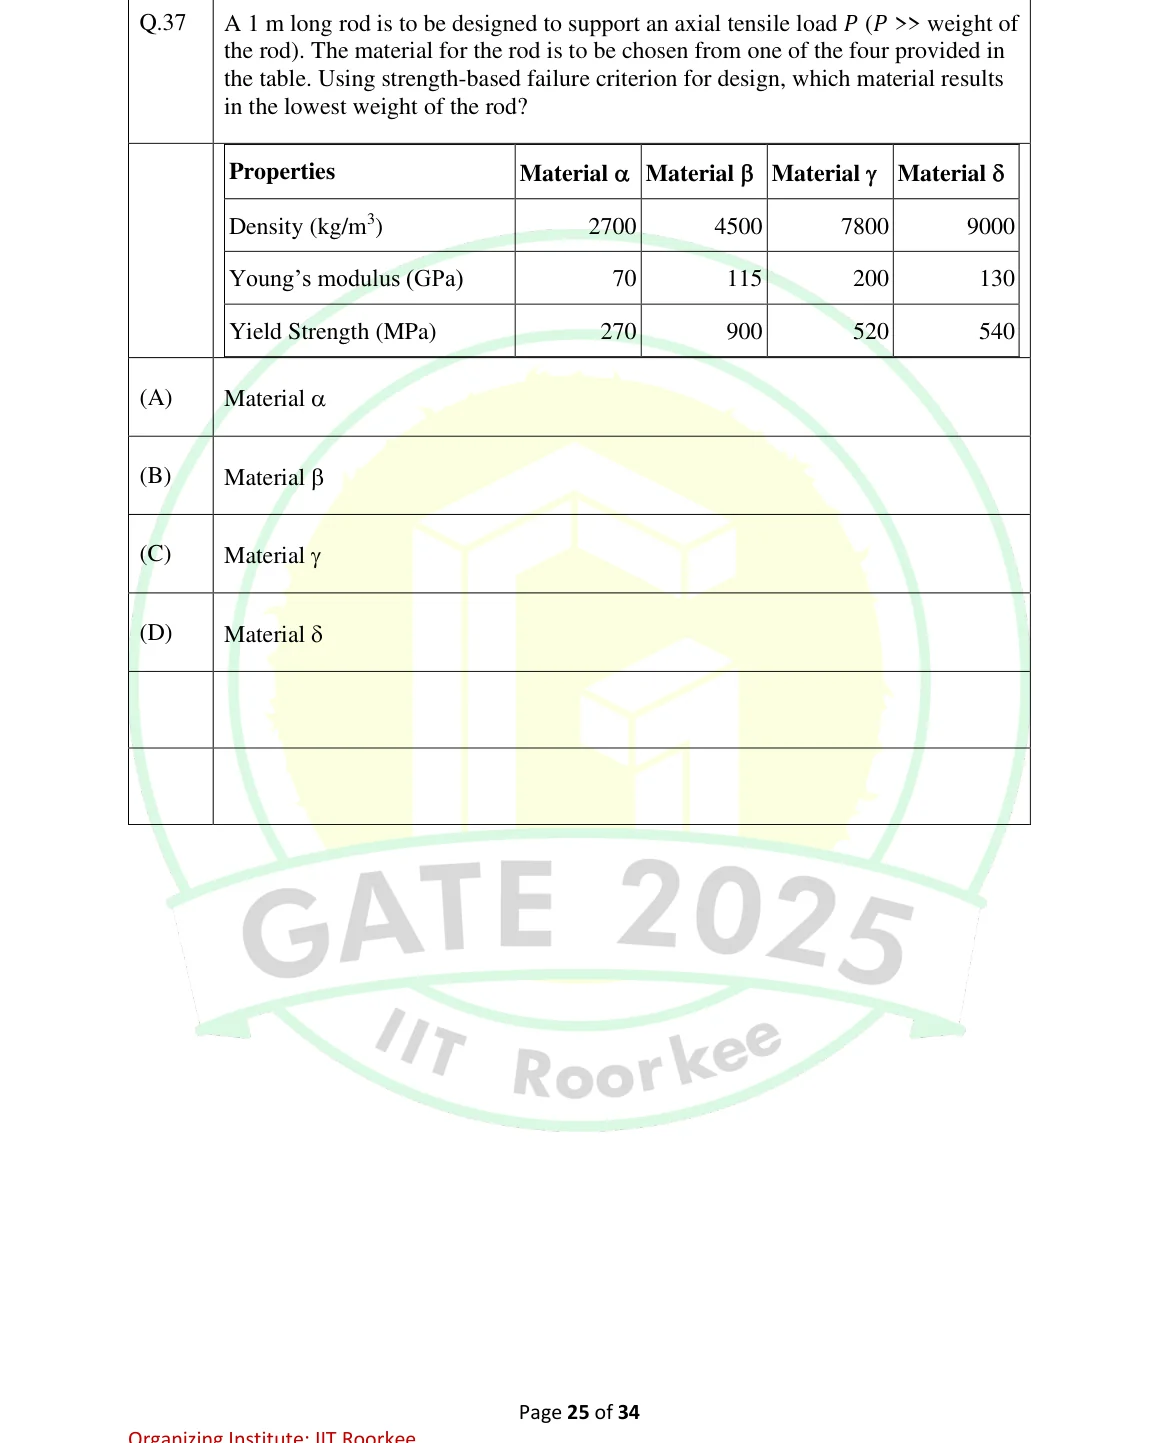 Q.37
A 1 m long rod is to be designed to support an axial tensile load P (P >> weight of
the rod). The material for the rod is to be chosen from one of the four provided in
the table. Using strength-based failure criterion for design, which material results
in the lowest weight of the rod?
Properties Material α Material β Material γ Material δ
Density (kg/m³) 2700 4500 7800 9000
Young’s modulus (GPa) 70 115 200 130
Yield Strength (MPa) 270 900 520 540
(A) Material α
(B) Material β
(C) Material γ
(D) Material δ
GATE 2025
IIT Roorkee
Page 25 of 34
Organizing Institute: IIT Roorkee